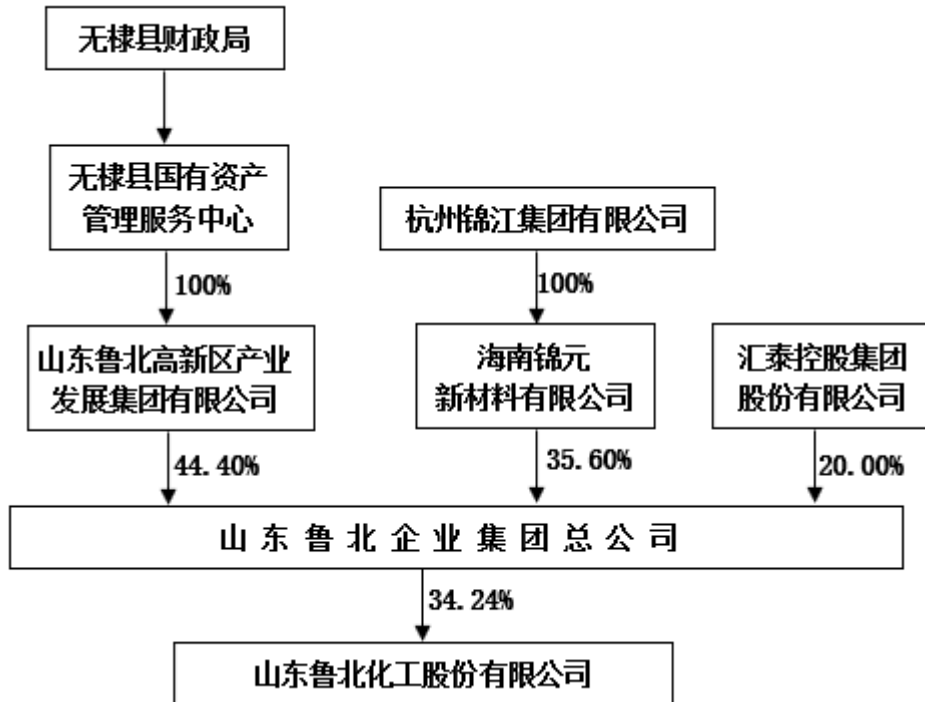 无棣县财政局
无棣县国有资产
管理服务中心
杭州锦江集团有限公司
100%
100%
山东鲁北高新区产业
发展集团有限公司
海南锦元
新材料有限公司
汇泰控股集团
股份有限公司
44.40%
35.60%
20.00%
山东鲁北企业集团总公司
34.24%
山东鲁北化工股份有限公司